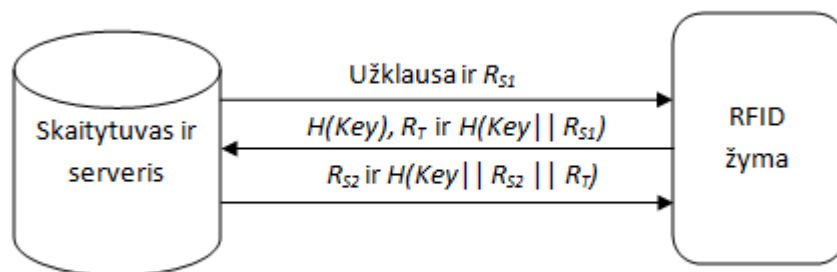 Užklausa ir R_S1
Skaitytuvas ir
serveris
H(Key), R_T ir H(Key|| R_S1)
R_S2 ir H(Key|| R_S2 || R_T)
RFID
žyma